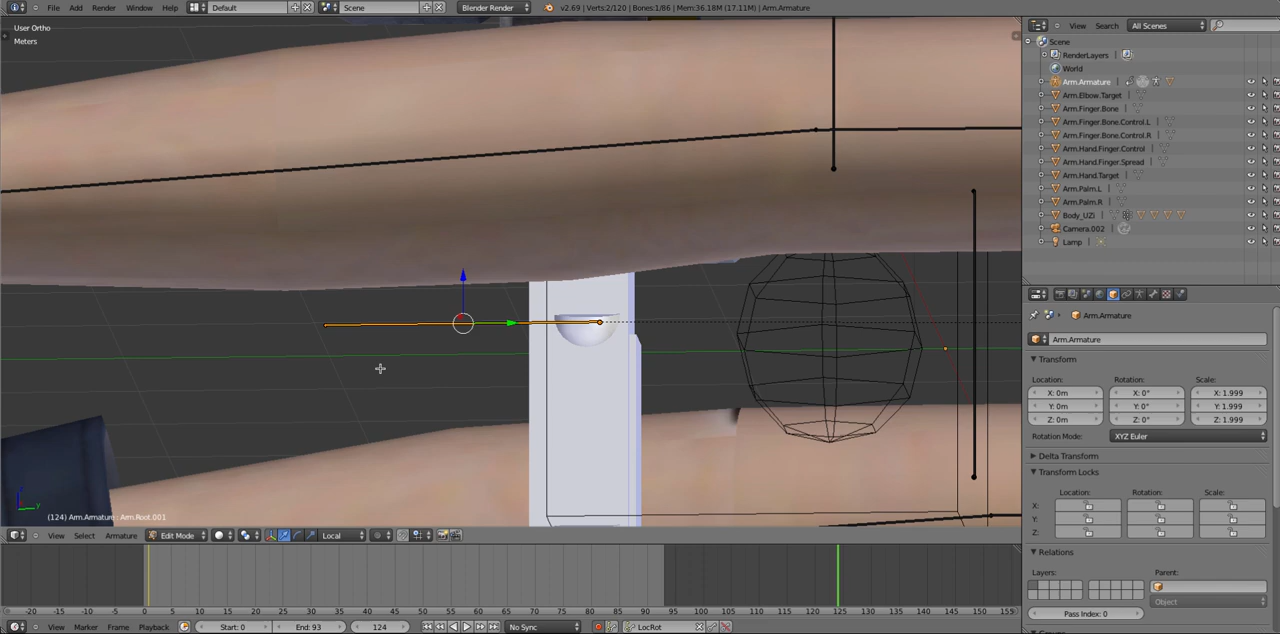 File Add Render Window Help Default Scene Blender Render v2.69 | Verts:2/120 | Bones:1/86 | Mem:36.18M (17.11M) | Arm.Armature
User Ortho
Meters
(124) Arm.Armature : Arm.Root.001
View Select Armature Edit Mode Local
-20 -15 -10 -5 0 5 10 15 20 25 30 35 40 45 50 55 60 65 70 75 80 85 90 95 100 105 110 115 120 125 130 135 140 145 150 155
View Marker Frame Playback Start: 0 End: 93 124 No Sync LocRot
View Search All Scenes
Scene
RenderLayers
World
Arm.Armature
Arm.Elbow.Target
Arm.Finger.Bone
Arm.Finger.Bone.Control.L
Arm.Finger.Bone.Control.R
Arm.Hand.Finger.Control
Arm.Hand.Finger.Spread
Arm.Hand.Target
Arm.Palm.L
Arm.Palm.R
Body_UZi
Camera.002
Lamp
Arm.Armature
Arm.Armature
Transform
Location: Rotation: Scale:
X: 0m X: 0° X: 1.999
Y: 0m Y: 0° Y: 1.999
Z: 0m Z: 0° Z: 1.999
Rotation Mode: XYZ Euler
Delta Transform
Transform Locks
Location: Rotation: Scale:
X:
Y:
Z:
Relations
Layers: Parent:
Object
Pass Index: 0